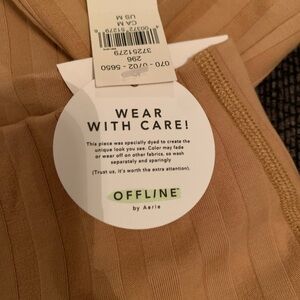 US M
CA M
37251279
296
070 - 0702 - 5650
WEAR
WITH CARE!
This piece was specially dyed to create the
unique look you see. Color may fade
or wear off on other fabrics, so wash
separately and sparingly
(Trust us, it's worth the extra attention).
OFFLINE
by Aerie